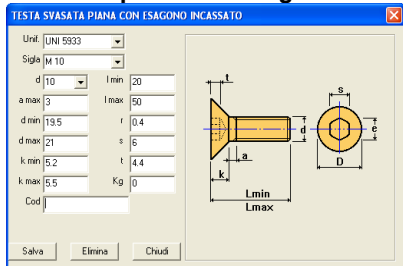 TESTA SVASATA PIANA CON ESAGONO INCASSATO
Unif. UNI 5933
Sigla M 10
d 10 l min 20
a max 3 l max 50
d min 19.5 r 0.4
d max 21 s 6
k min 5.2 t 4.4
k max 5.5 Kg 0
Cod
Salva Elimina Chiudi
t
s
d
e
a
k
D
Lmin
Lmax